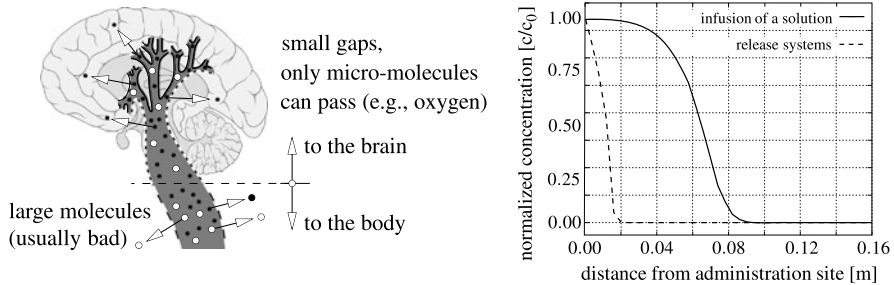 small gaps,
only micro-molecules
can pass (e.g., oxygen)
to the brain
large molecules
(usually bad)
to the body
normalized concentration [c/c0]
1.00
0.75
0.50
0.25
0.00
infusion of a solution
release systems
0.00 0.04 0.08 0.12 0.16
distance from administration site [m]